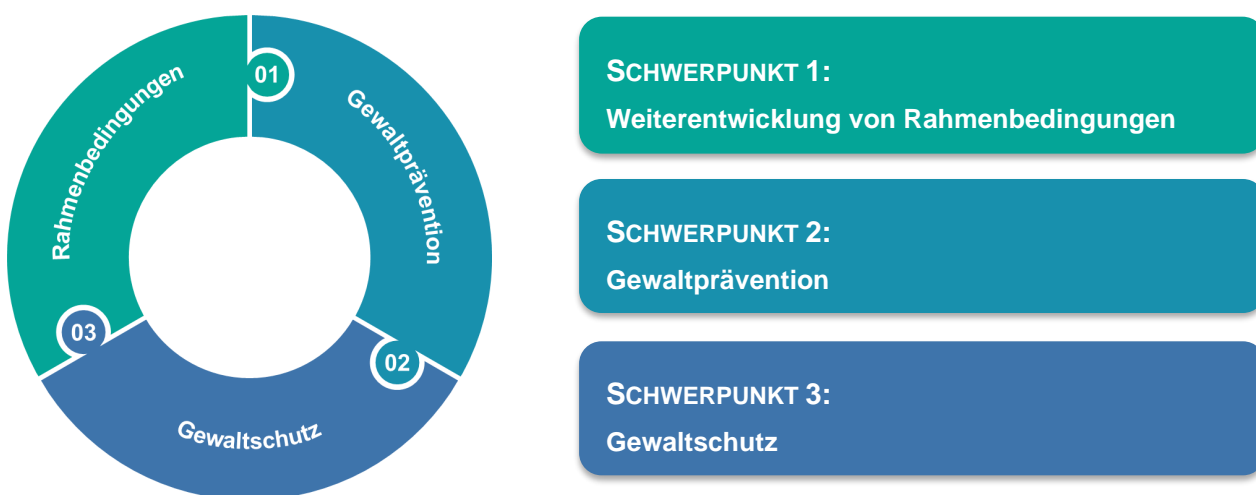 Rahmenbedingungen
01
Gewaltprävention
03
02
Gewaltschutz
SCHWERPUNKT 1:
Weiterentwicklung von Rahmenbedingungen
SCHWERPUNKT 2:
Gewaltprävention
SCHWERPUNKT 3:
Gewaltschutz